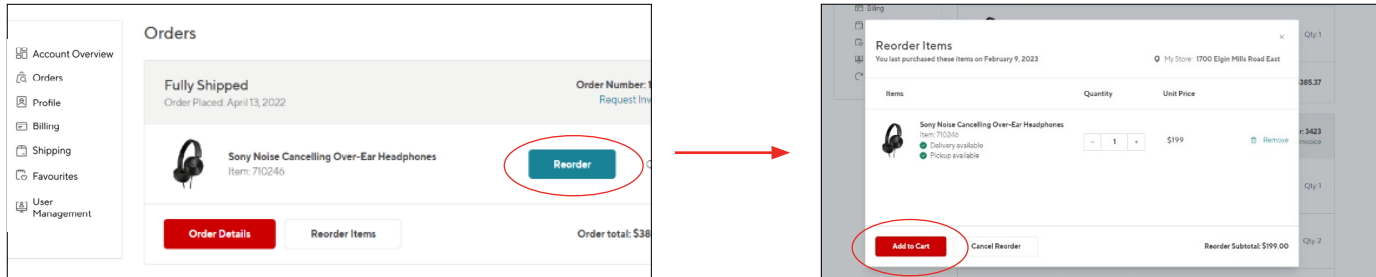 Orders
Account Overview
Orders
Profile
Billing
Shipping
Favourites
User
Management
Fully Shipped
Order Placed: April 13, 2022
Order Number: 1
Request Inv
Sony Noise Cancelling Over-Ear Headphones
Item: 710246
Reorder
Order Details
Reorder Items
Order total: $38
Billing
Qty: 1
385.37
r: 3423
nvoice
Qty: 1
Qty: 2
Reorder Items
You last purchased these items on February 9, 2023
My Store: 1700 Elgin Mills Road East
Items
Quantity
Unit Price
Sony Noise Cancelling Over-Ear Headphones
Item: 710246
Delivery available
Pickup available
- 1 +
$199
Remove
Add to Cart
Cancel Reorder
Reorder Subtotal: $199.00